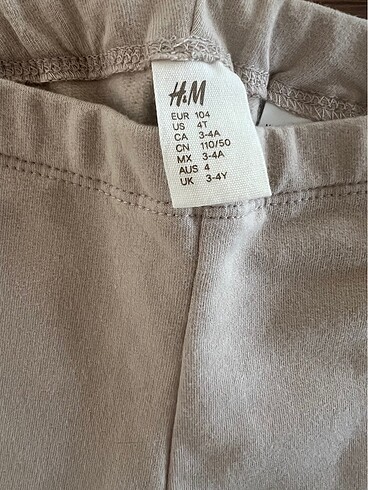 H&M
EUR 104
US 4T
CA 3-4A
CN 110/50
MX 3-4A
AUS 4
UK 3-4Y